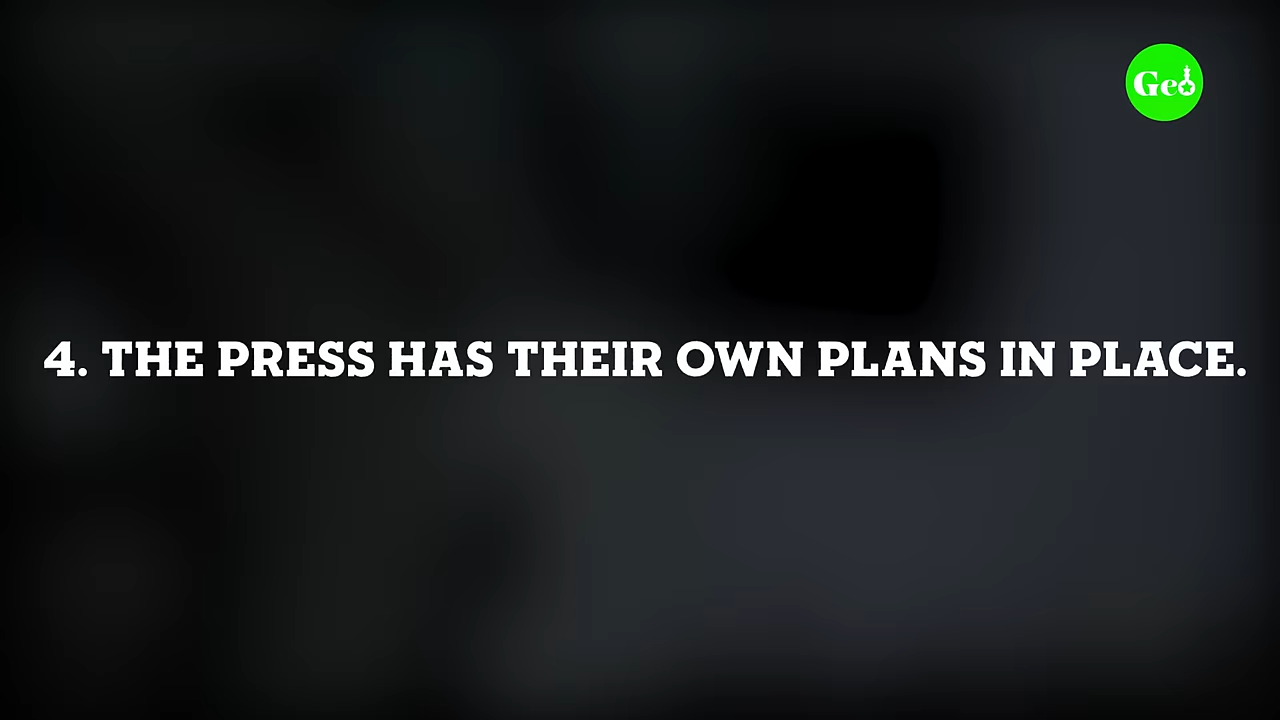 Geo
4. THE PRESS HAS THEIR OWN PLANS IN PLACE.